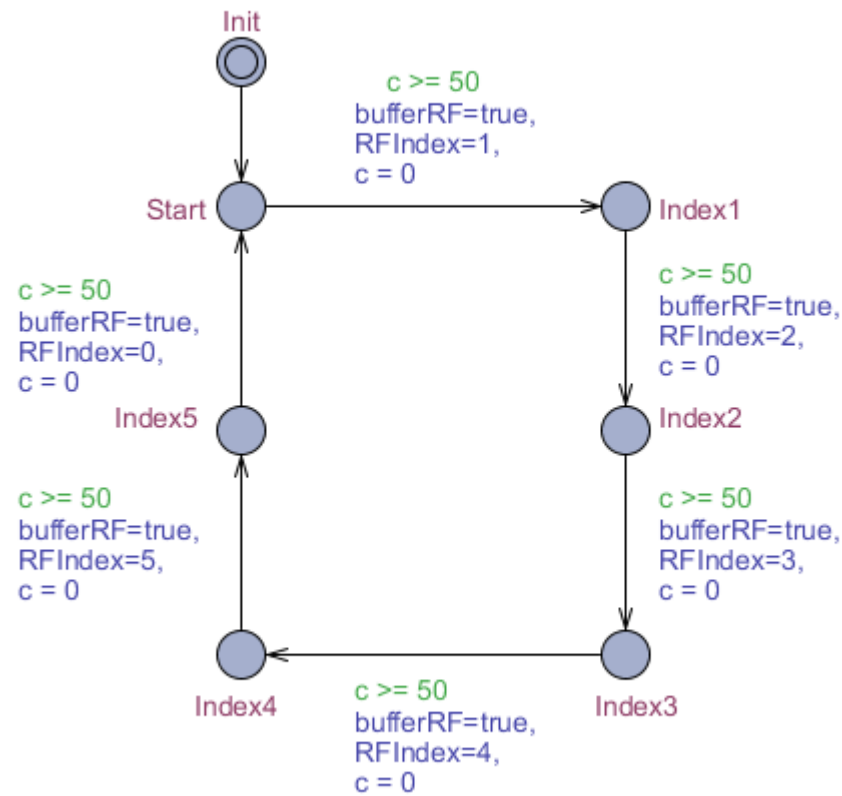 Init
c >= 50
bufferRF=true,
RFIndex=1,
c = 0
Start
Index1
c >= 50
bufferRF=true,
RFIndex=0,
c = 0
c >= 50
bufferRF=true,
RFIndex=2,
c = 0
Index5
Index2
c >= 50
bufferRF=true,
RFIndex=5,
c = 0
c >= 50
bufferRF=true,
RFIndex=3,
c = 0
Index4
c >= 50
bufferRF=true,
RFIndex=4,
c = 0
Index3